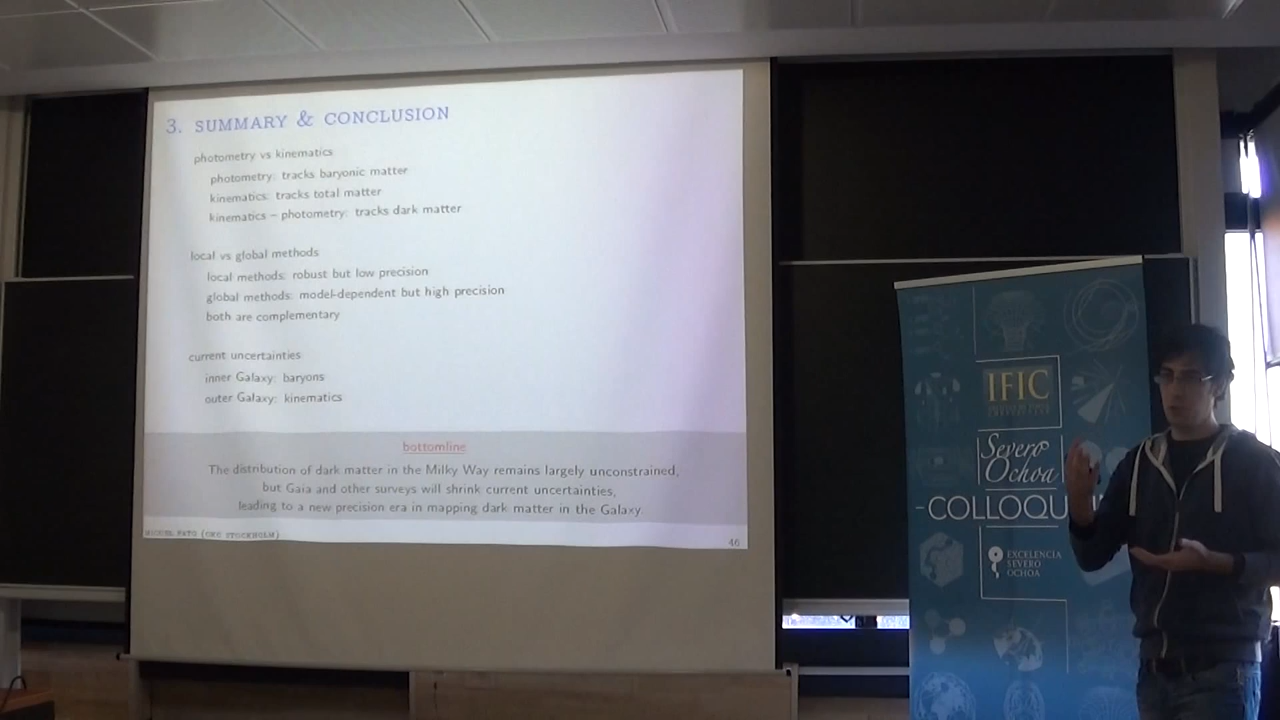 3. SUMMARY & CONCLUSION
photometry vs kinematics
photometry: tracks baryonic matter
kinematics: tracks total matter
kinematics – photometry: tracks dark matter
local vs global methods
local methods: robust but low precision
global methods: model-dependent but high precision
both are complementary
current uncertainties
inner Galaxy: baryons
outer Galaxy: kinematics
bottomline
The distribution of dark matter in the Milky Way remains largely unconstrained,
but Gaia and other surveys will shrink current uncertainties,
leading to a new precision era in mapping dark matter in the Galaxy.
MIGUEL PATO (OKC STOCKHOLM)
46
IFIC
Severo
Ochoa
-COLLOQU
EXCELENCIA
SEVERO
OCHOA